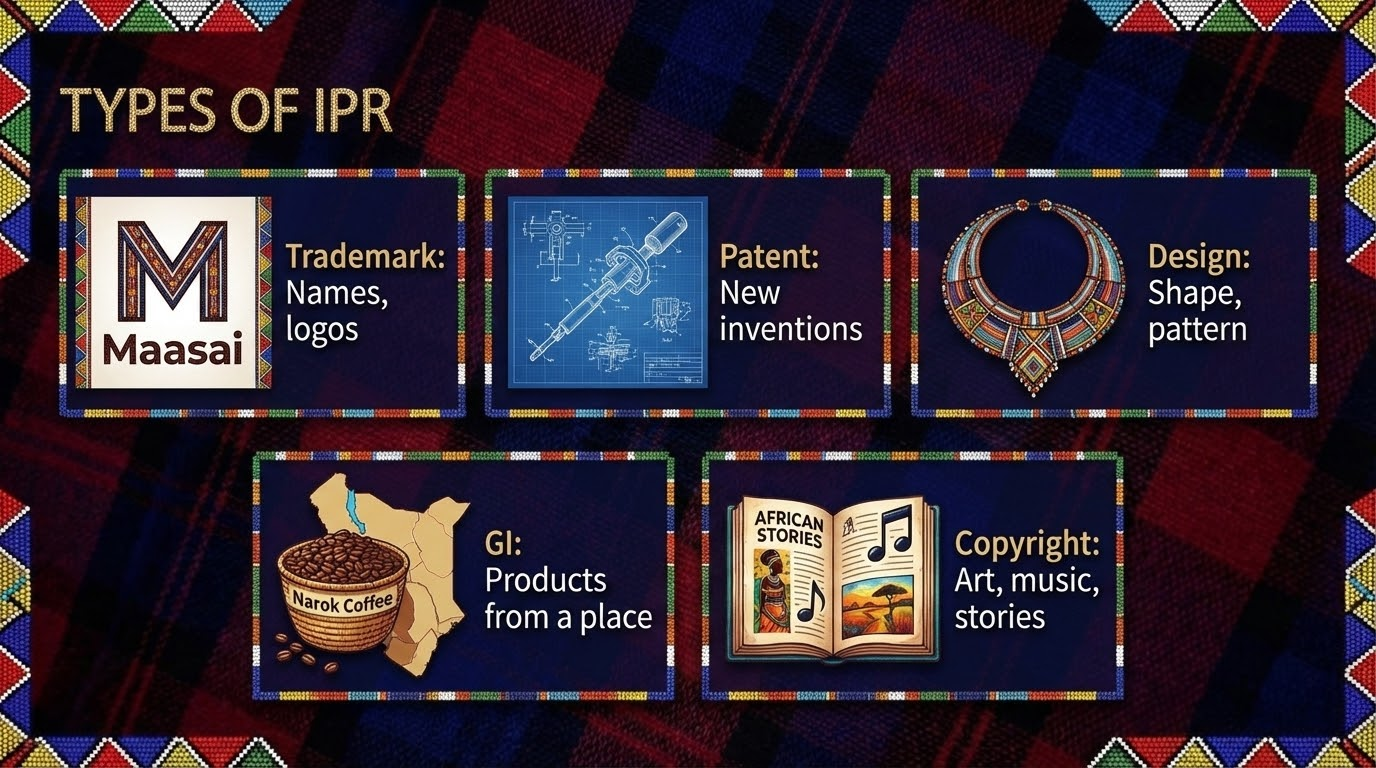 TYPES OF IPR
M
Maasai
Trademark:
Names,
logos
Patent:
New
inventions
Design:
Shape,
pattern
Narok Coffee
GI:
Products
from a place
AFRICAN
STORIES
Copyright:
Art, music,
stories